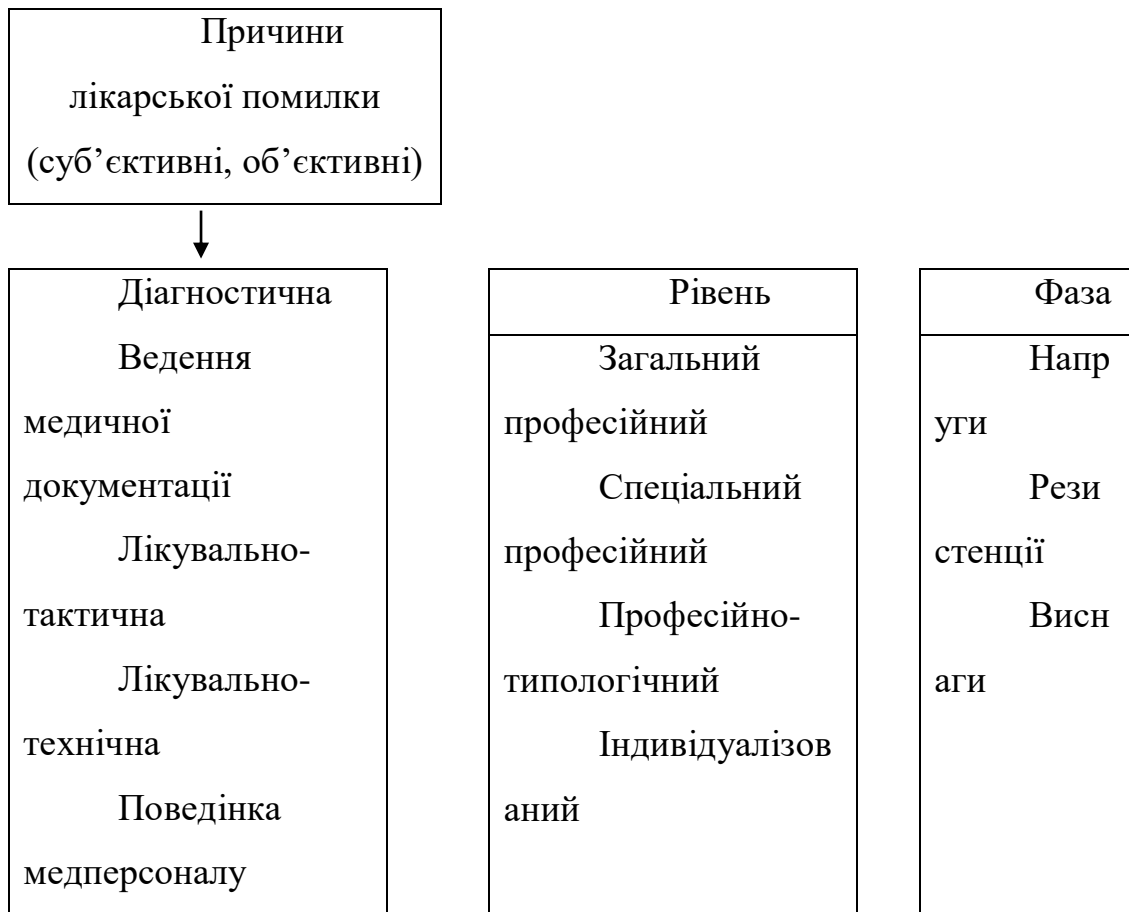 Причини
лікарської помилки
(суб’єктивні, об’єктивні)
Діагностична
Ведення
медичної
документації
Лікувально-
тактична
Лікувально-
технічна
Поведінка
медперсоналу
Рівень
Загальний
професійний
Спеціальний
професійний
Професійно-
типологічний
Індивідуалізов
аний
Фаза
Напр
уги
Рези
стенції
Висн
аги